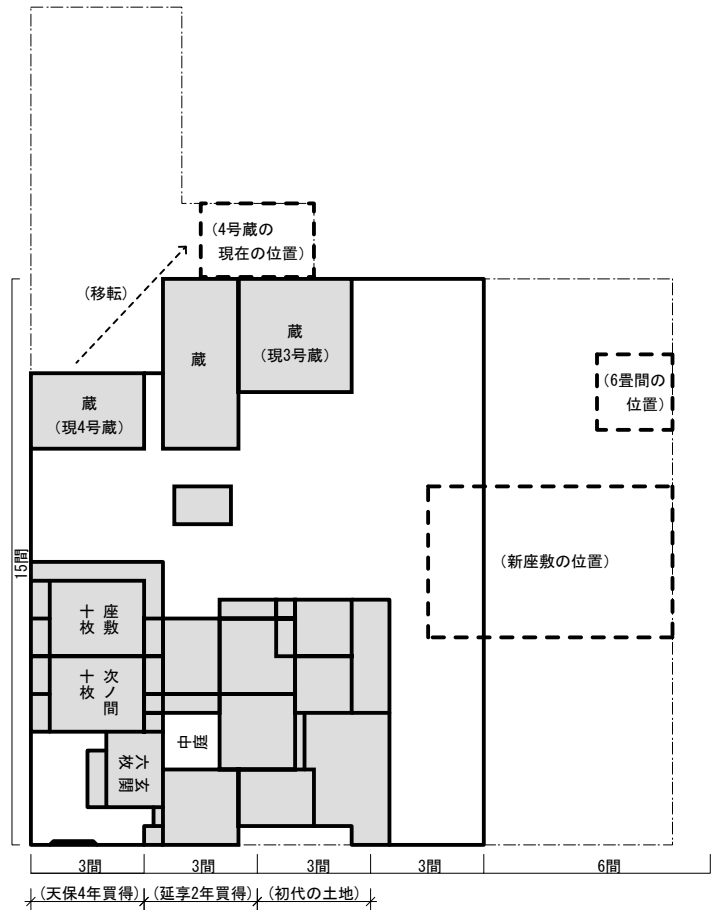 (4号蔵の
現在の位置)
(移転)
蔵
(現3号蔵)
蔵
(6畳間の
位置)
蔵
(現4号蔵)
15間
(新座敷の位置)
座敷
十枚
次ノ間
十枚
中庭
玄関
六枚
3間
3間
3間
3間
6間
(天保4年買得)
(延享2年買得)
(初代の土地)